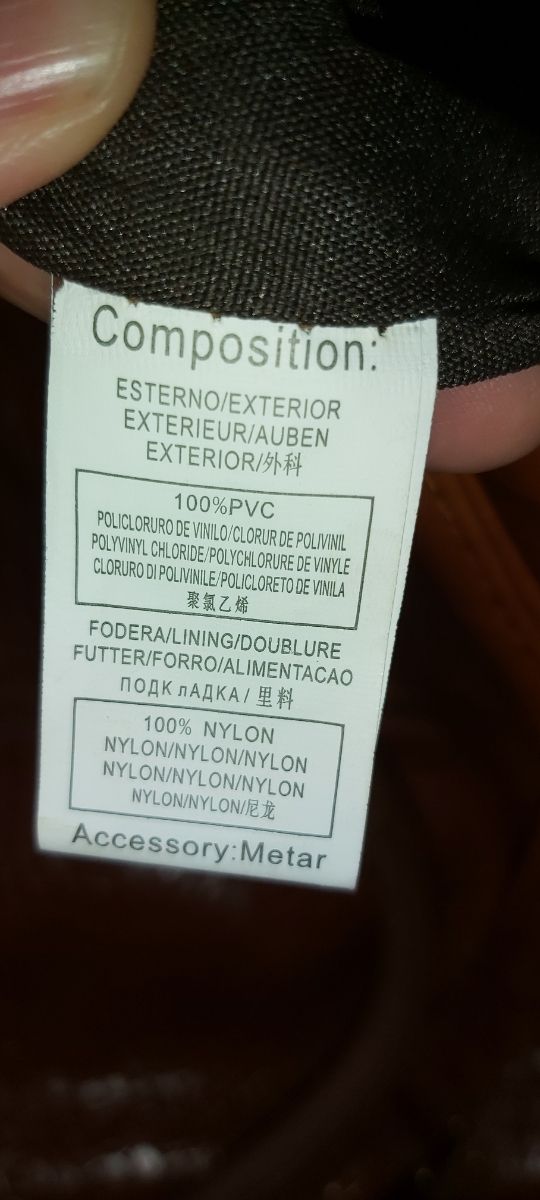 Composition:
ESTERNO/EXTERIOR
EXTERIEUR/AUBEN
EXTERIOR/外科
100%PVC
POLICLORURO DE VINILO/CLORUR DE POLIVINIL
POLYVINYL CHLORIDE/POLYCHLORURE DE VINYLE
CLORURO DI POLIVINILE/POLICLORETO DE VINILA
聚氯乙烯
FODERA/LINING/DOUBLURE
FUTTER/FORRO/ALIMENTACAO
ПОДК лАДКА/里料
100% NYLON
NYLON/NYLON/NYLON
NYLON/NYLON/NYLON
NYLON/NYLON/尼龙
Accessory:Metar